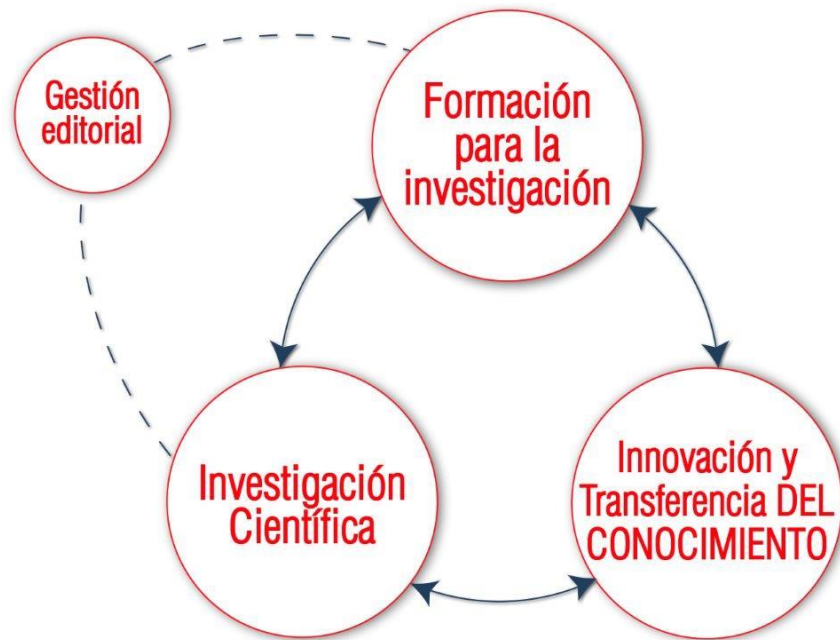 Gestión
editorial
Formación
para la
investigación
Investigación
Científica
Innovación y
Transferencia DEL
CONOCIMIENTO